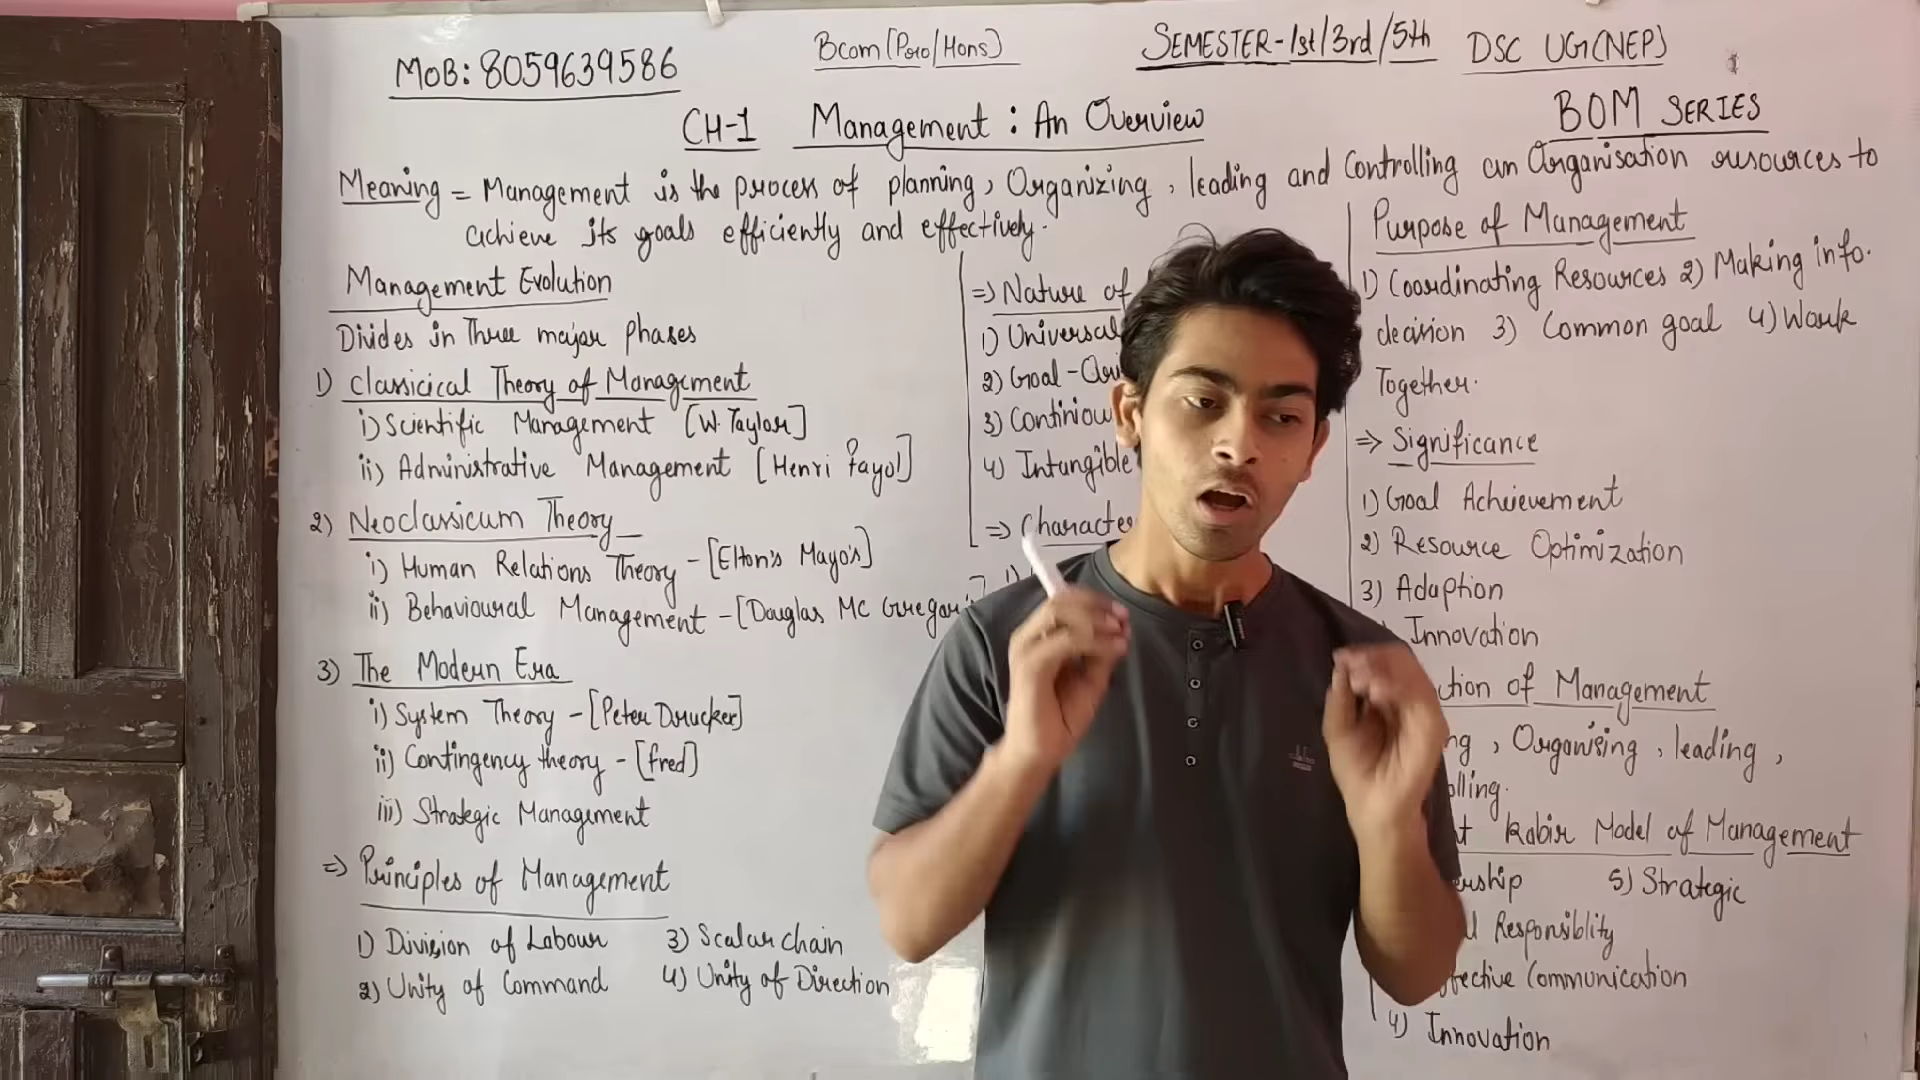 MOB: 8059639586
Bcom (Pro/Hons)
SEMESTER-1st/3rd/5th
DSC UG(NEP)
BOM SERIES
CH-1 Management : An Overview
Meaning = Management is the process of planning, Organizing, leading and Controlling an Organisation resources to
achieve its goals efficiently and effectively.
Management Evolution
Divides in Three major phases
1) Classicical Theory of Management
i) Scientific Management [W. Taylor]
ii) Administrative Management [Henri Fayol]
2) Neoclassicum Theory
i) Human Relations Theory - [Elton's Mayo's]
ii) Behavioural Management - [Douglas MC Gregor
3) The Modern Era
i) System Theory - [Peter Drucker]
ii) Contingency theory - [fred]
iii) Strategic Management
=> Principles of Management
1) Division of Labour
2) Unity of Command
3) Scalar chain
4) Unity of Direction
=> Nature of
1) Universal
2) Goal-
3)
4) Intangible
=>
1)
Purpose of Management
1) Coordinating Resources 2) Making info.
decision 3) Common goal 4) Work
Together.
=> Significance
1) Goal Acheievement
2) Resource Optimization
3) Adaption
Innovation
of Management
, Organising, leading,
Kabir Model of Management
5) Strategic
Responsiblity
Communication
4) Innovation